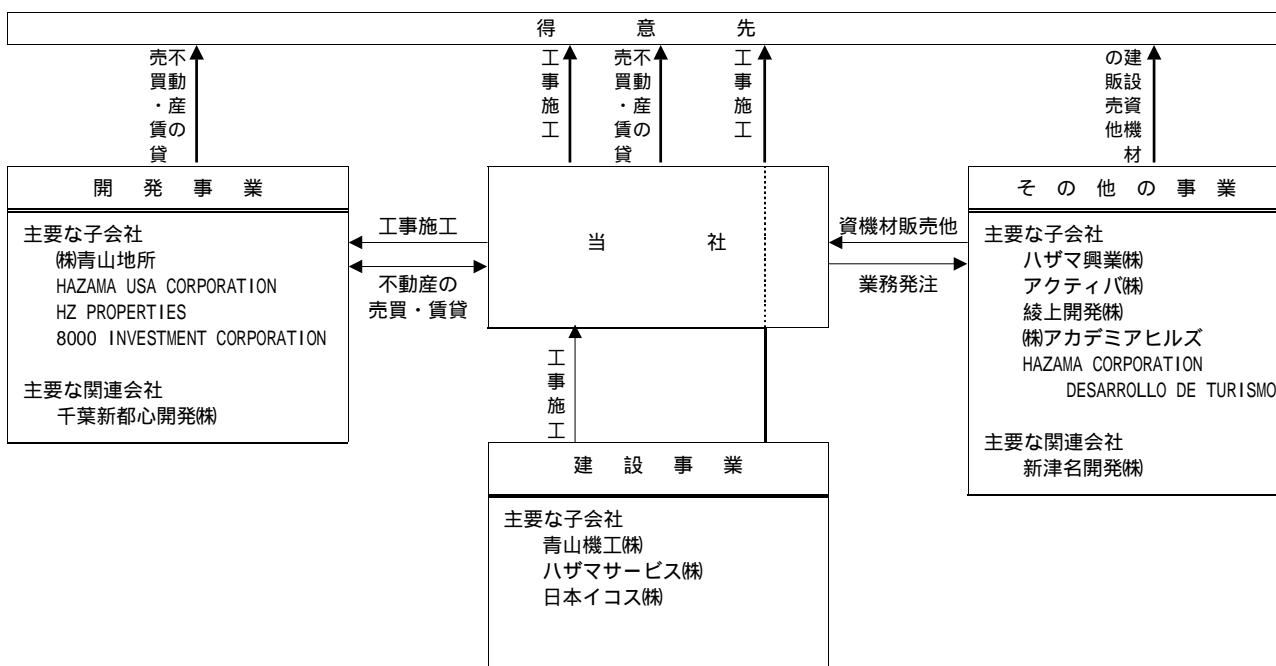 得意先
不動産の
売買・賃貸
工事施工
不動産の
売買・賃貸
工事施工
建設資機材
の販売他
開発事業
主要な子会社
㈱青山地所
HAZAMA USA CORPORATION
HZ PROPERTIES
8000 INVESTMENT CORPORATION
主要な関連会社
千葉新都心開発㈱
工事施工
不動産の
売買・賃貸
当社
資機材販売他
業務発注
その他の事業
主要な子会社
ハザマ興業㈱
アクティバ㈱
綾上開発㈱
㈱アカデミアヒルズ
HAZAMA CORPORATION
DESARROLLO DE TURISMO
主要な関連会社
新津名開発㈱
工事施工
建設事業
主要な子会社
青山機工㈱
ハザマサービス㈱
日本イコス㈱